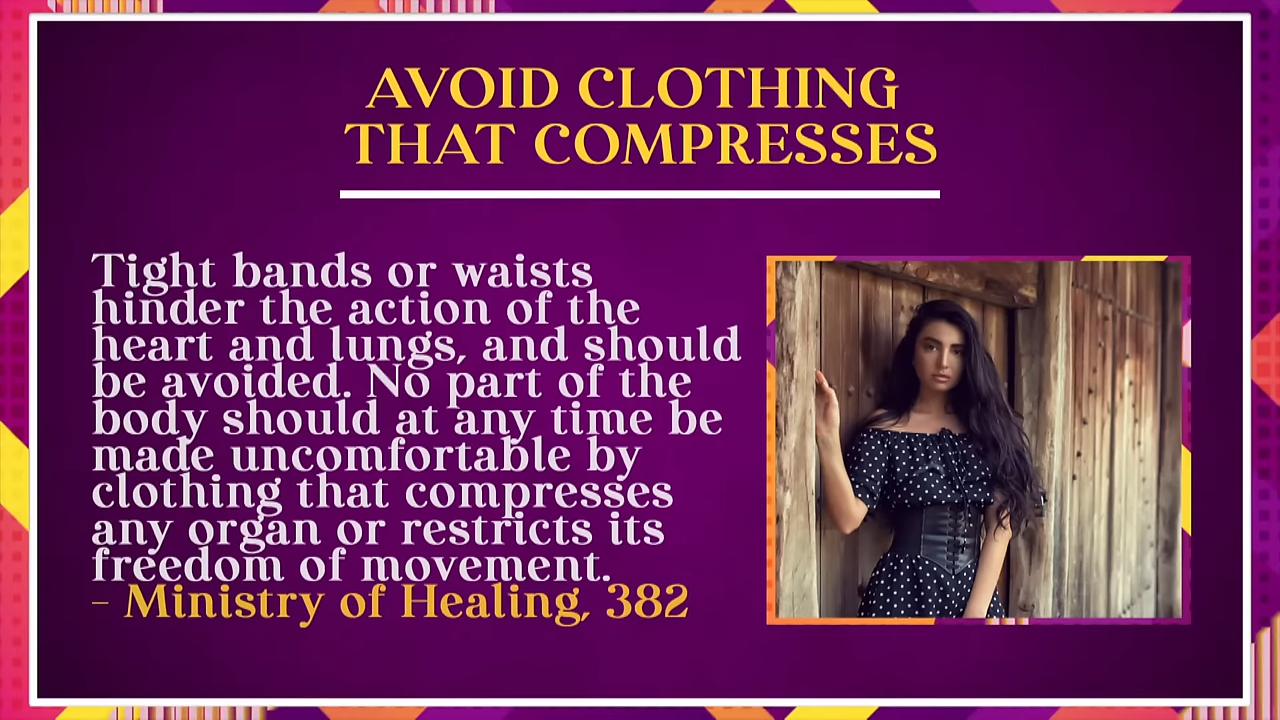 AVOID CLOTHING
THAT COMPRESSES
Tight bands or waists
hinder the action of the
heart and lungs, and should
be avoided. No part of the
body should at any time be
made uncomfortable by
clothing that compresses
any organ or restricts its
freedom of movement.
- Ministry of Healing, 382